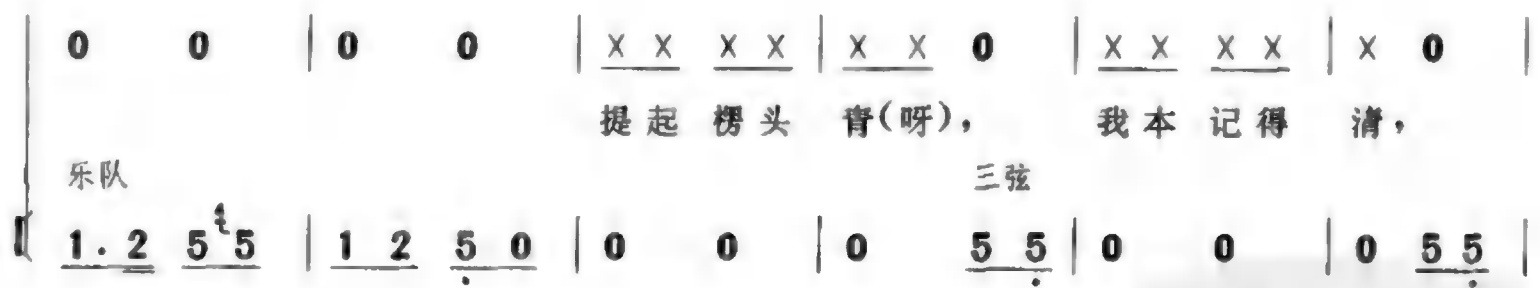 0 0 | 0 0 | X X X X | X X 0 | X X X X | X 0 |
提起 楞头 青(呀), 我本 记得 清,
乐队 三弦
1. 2 5 4 5 | 1 2 5 0 | 0 0 | 0 5 5 | 0 0 | 0 5 5 |